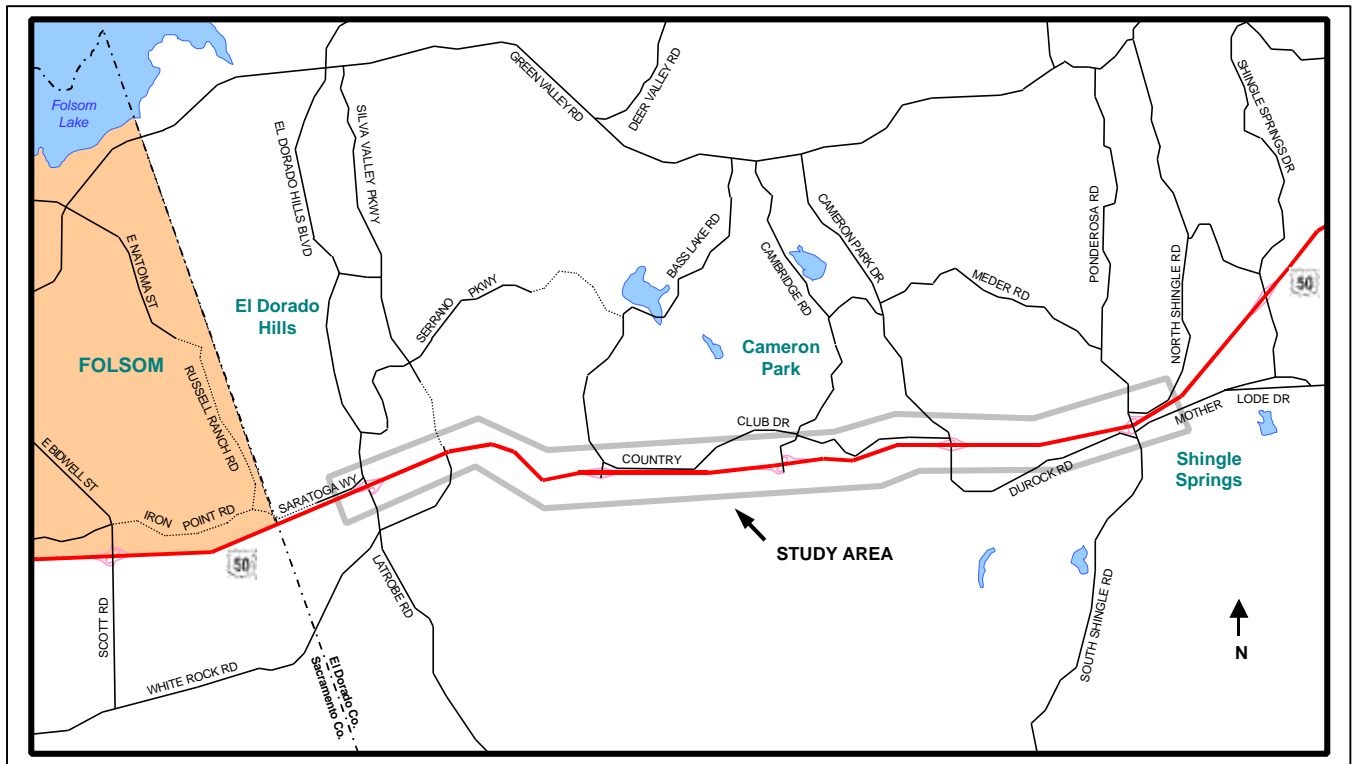 Folsom
Lake
GREEN VALLEY RD
DEER VALLEY RD
SHINGLE SPRINGS DR
EL DORADO HILLS BLVD
SILVA VALLEY PKWY
E NATOMA ST
El Dorado
Hills
SERRANO PKWY
BASS LAKE RD
CAMBRIDGE RD
CAMERON PARK DR
MEDER RD
PONDEROSA RD
NORTH SHINGLE RD
50
FOLSOM
RUSSELL RANCH RD
Cameron
Park
CLUB DR
COUNTRY
MOTHER LODE DR
E BIDWELL ST
IRON POINT RD
SARATOGA WY
DUROCK RD
Shingle
Springs
50
STUDY AREA
SCOTT RD
LATROBE RD
WHITE ROCK RD
SOUTH SHINGLE RD
El Dorado Co.
Sacramento Co.
N